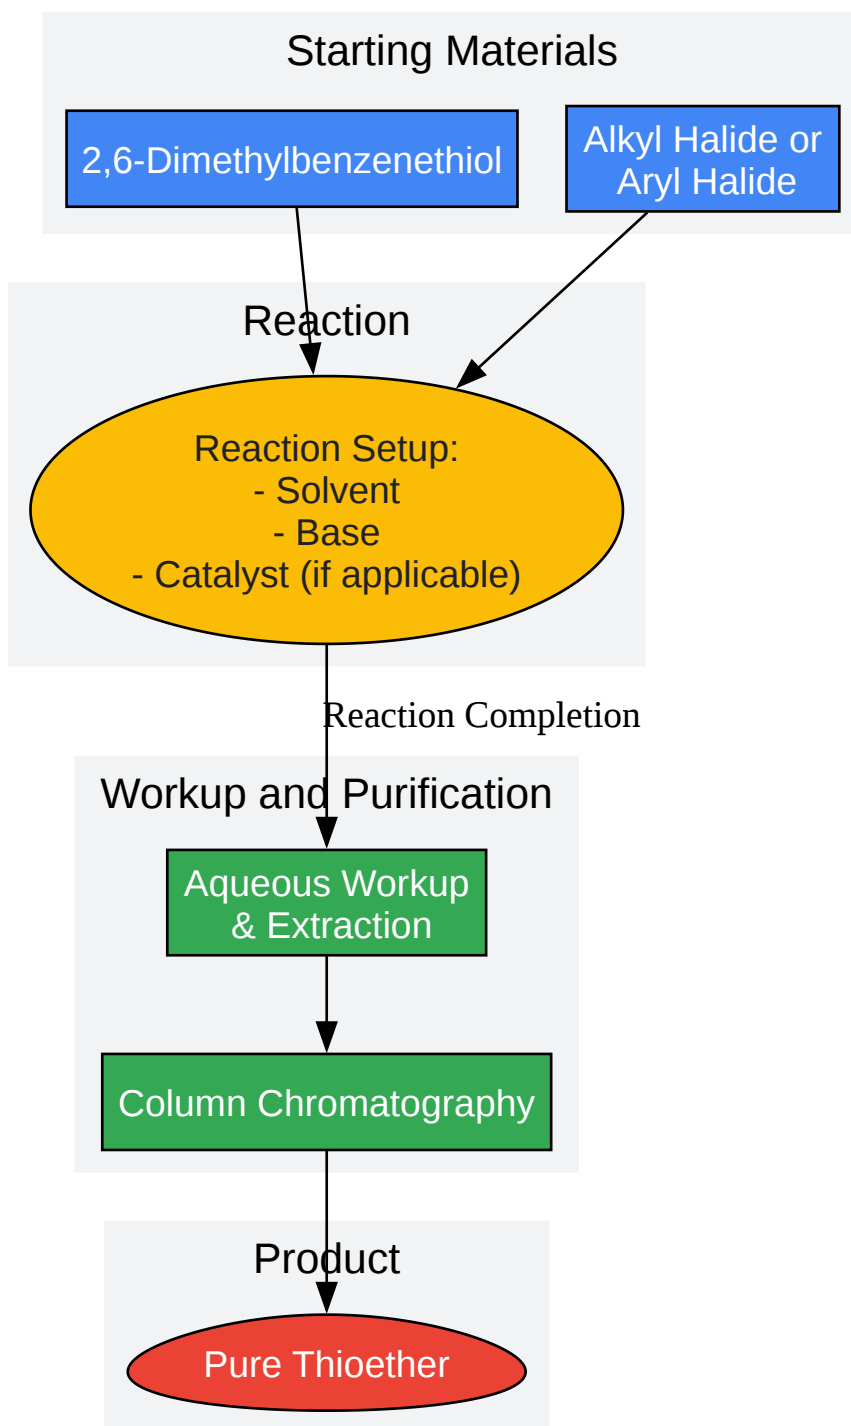 Starting Materials
2,6-Dimethylbenzenethiol
Alkyl Halide or
Aryl Halide
Reaction
Reaction Setup:
- Solvent
- Base
- Catalyst (if applicable)
Reaction Completion
Workup and Purification
Aqueous Workup
& Extraction
Column Chromatography
Product
Pure Thioether